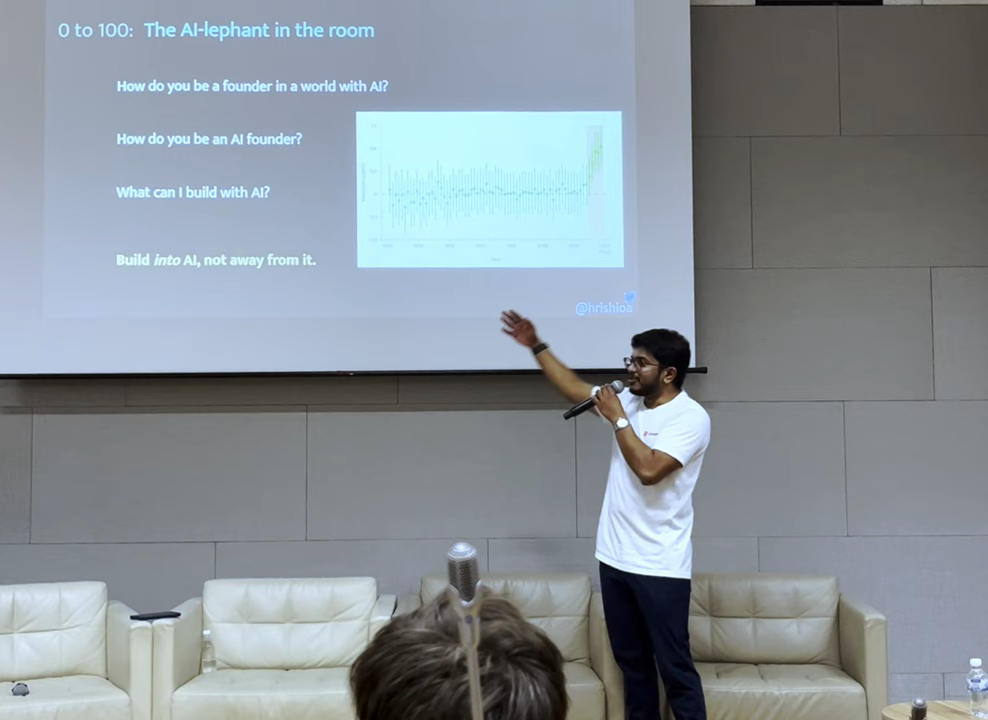 0 to 100: The AI-lephant in the room
How do you be a founder in a world with AI?
How do you be an AI founder?
What can I build with AI?
Build into AI, not away from it.
@hrishioa